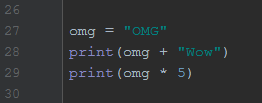 26
27 omg = "OMG"
28 print(omg + "Wow")
29 print(omg * 5)
30